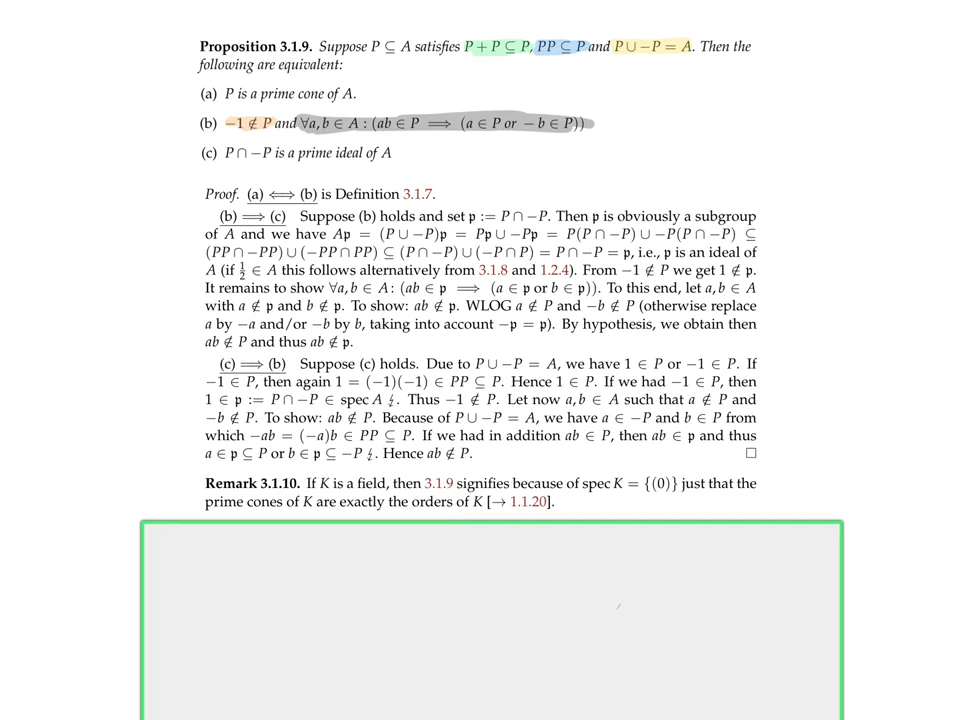 Proposition 3.1.9. Suppose P ⊆ A satisfies P + P ⊆ P, PP ⊆ P and P ∪ −P = A. Then the
following are equivalent:
(a) P is a prime cone of A.
(b) −1 ∉ P and ∀a, b ∈ A : (ab ∈ P ⟹ (a ∈ P or − b ∈ P))
(c) P ∩ −P is a prime ideal of A
Proof. (a) ⟺ (b) is Definition 3.1.7.
(b) ⟹ (c) Suppose (b) holds and set 𝔭 := P ∩ −P. Then 𝔭 is obviously a subgroup
of A and we have A𝔭 = (P ∪ −P)𝔭 = P𝔭 ∪ −P𝔭 = P(P ∩ −P) ∪ −P(P ∩ −P) ⊆
(PP ∩ −PP) ∪ (−PP ∩ PP) ⊆ (P ∩ −P) ∪ (−P ∩ P) = P ∩ −P = 𝔭, i.e., 𝔭 is an ideal of
A (if ½ ∈ A this follows alternatively from 3.1.8 and 1.2.4). From −1 ∉ P we get 1 ∉ 𝔭.
It remains to show ∀a, b ∈ A : (ab ∈ 𝔭 ⟹ (a ∈ 𝔭 or b ∈ 𝔭)). To this end, let a, b ∈ A
with a ∉ 𝔭 and b ∉ 𝔭. To show: ab ∉ 𝔭. WLOG a ∉ P and −b ∉ P (otherwise replace
a by −a and/or −b by b, taking into account −𝔭 = 𝔭). By hypothesis, we obtain then
ab ∉ P and thus ab ∉ 𝔭.
(c) ⟹ (b) Suppose (c) holds. Due to P ∪ −P = A, we have 1 ∈ P or −1 ∈ P. If
−1 ∈ P, then again 1 = (−1)(−1) ∈ PP ⊆ P. Hence 1 ∈ P. If we had −1 ∈ P, then
1 ∈ 𝔭 := P ∩ −P ∈ spec A ↯. Thus −1 ∉ P. Let now a, b ∈ A such that a ∉ P and
−b ∉ P. To show: ab ∉ P. Because of P ∪ −P = A, we have a ∈ −P and b ∈ P from
which −ab = (−a)b ∈ PP ⊆ P. If we had in addition ab ∈ P, then ab ∈ 𝔭 and thus
a ∈ 𝔭 ⊆ P or b ∈ 𝔭 ⊆ −P ↯. Hence ab ∉ P. □
Remark 3.1.10. If K is a field, then 3.1.9 signifies because of spec K = {(0)} just that the
prime cones of K are exactly the orders of K [→ 1.1.20].